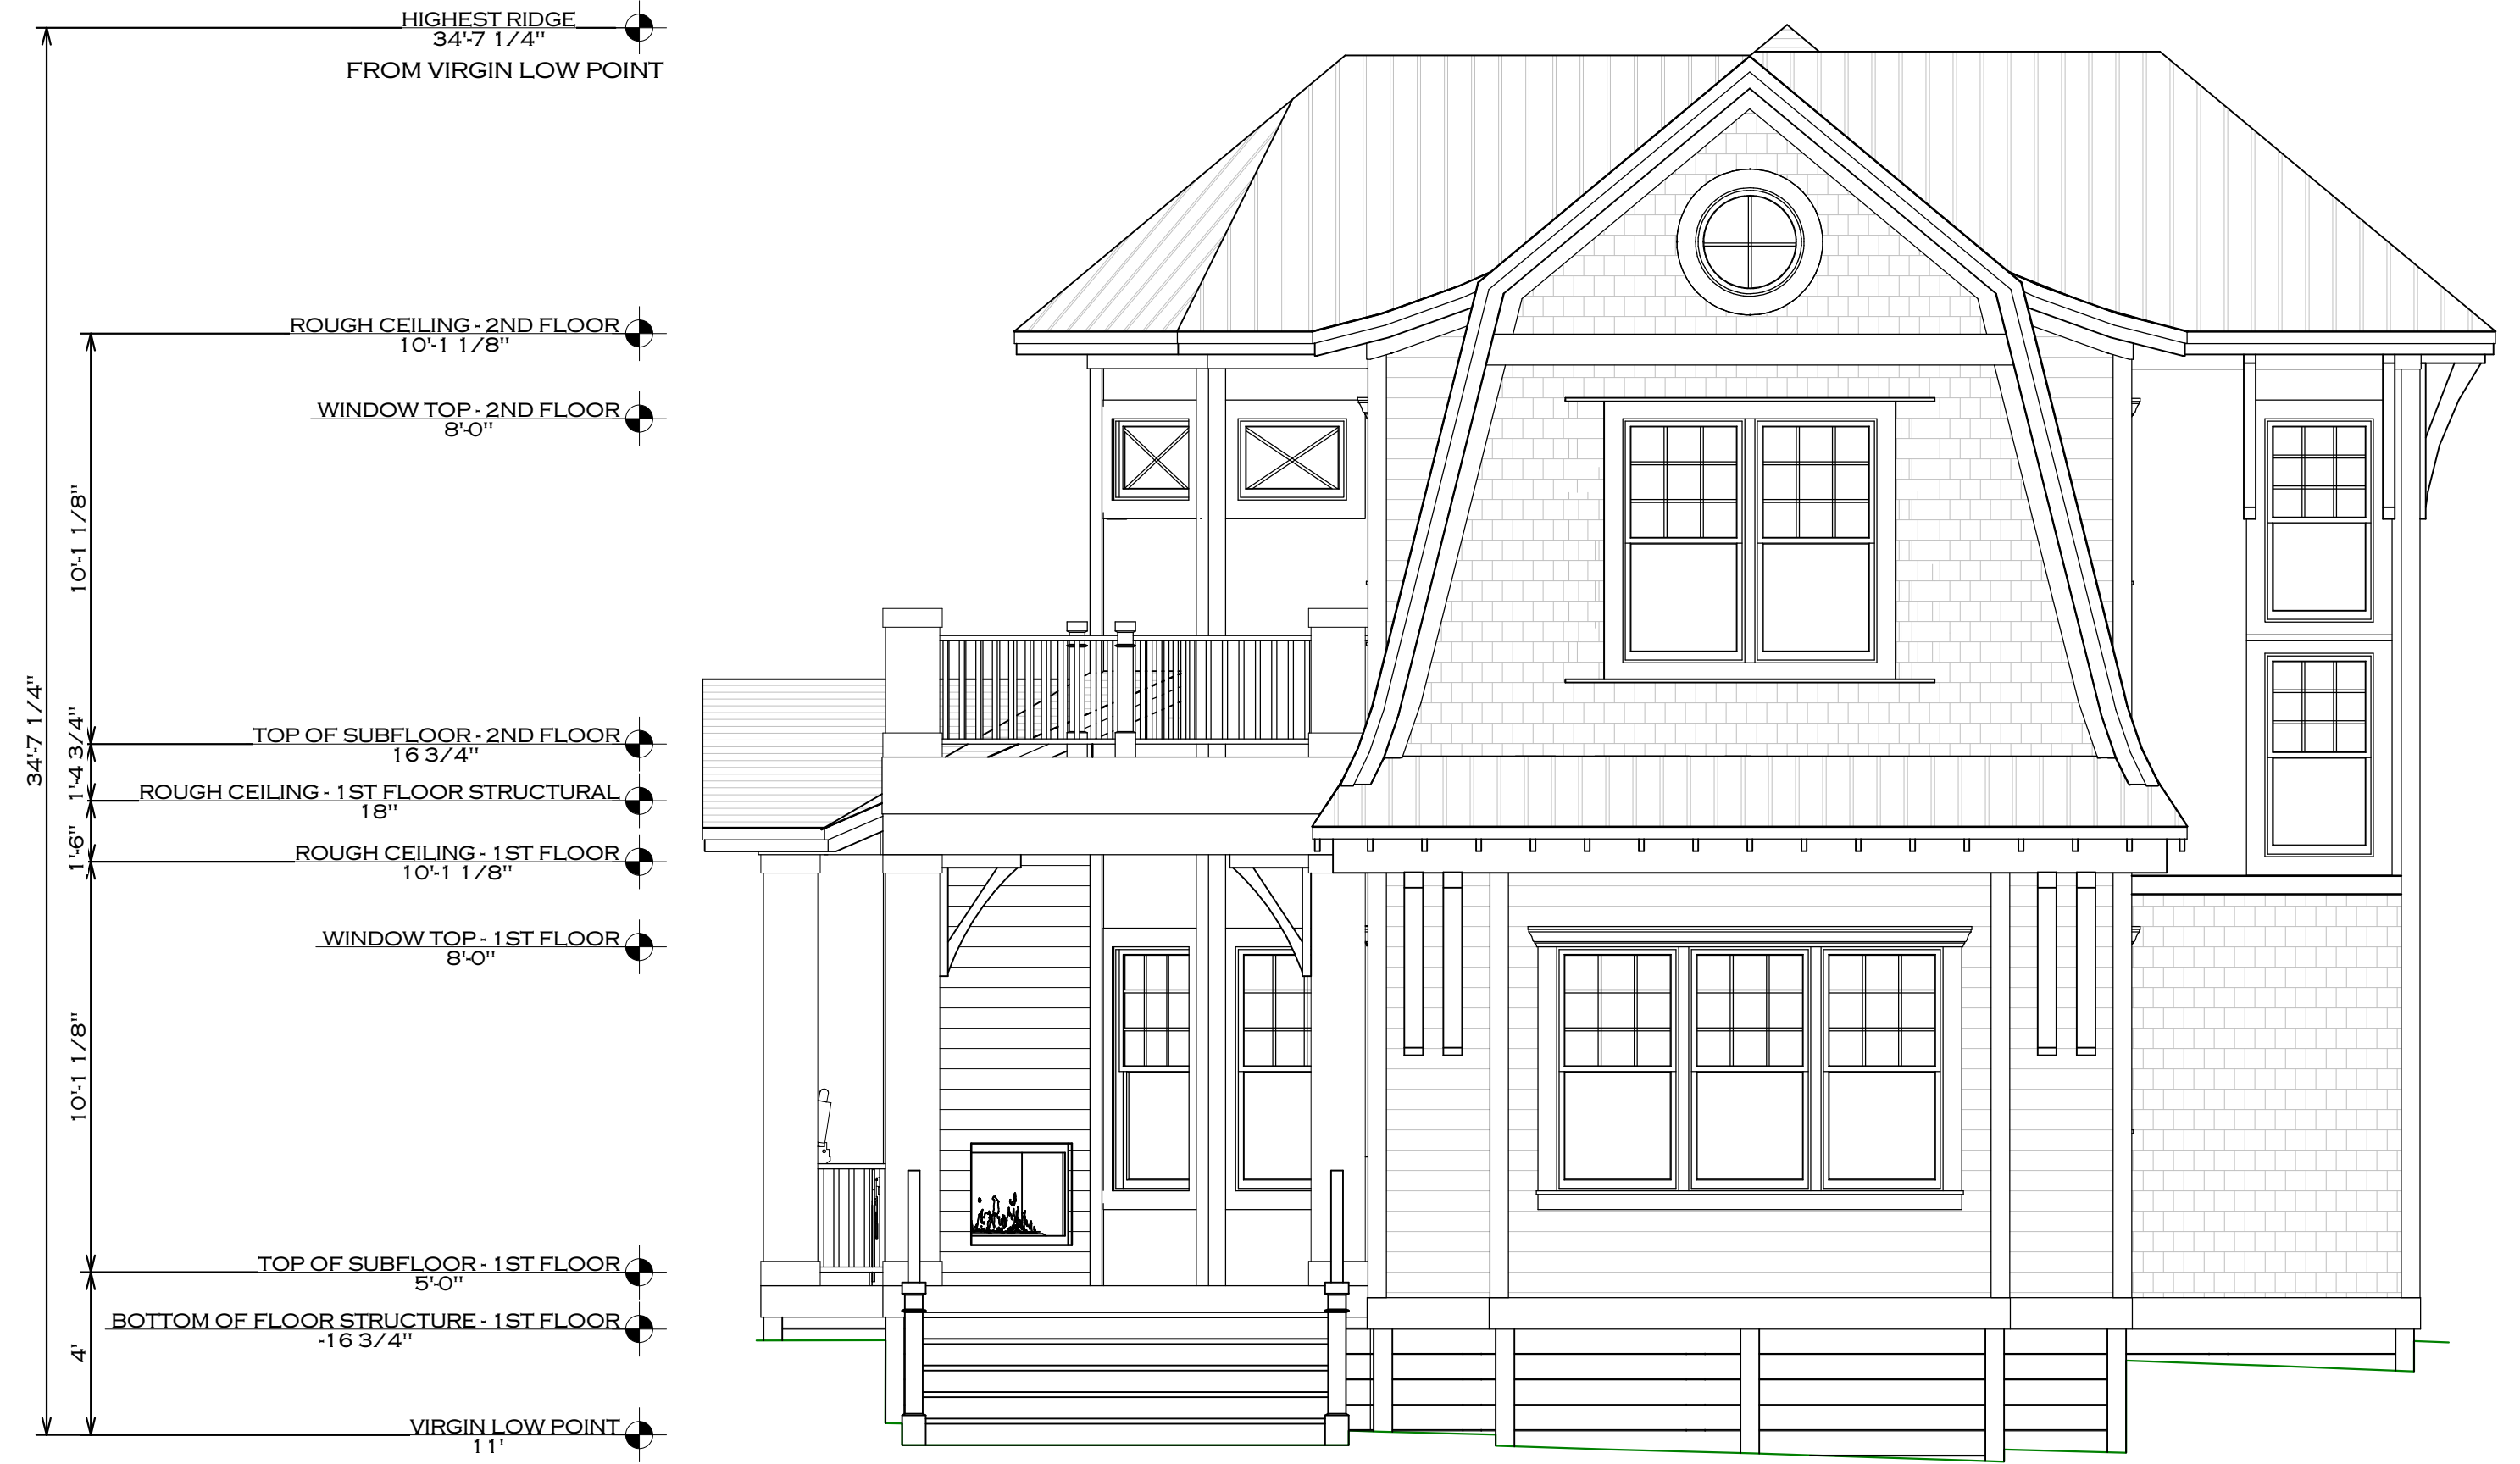 HIGHEST RIDGE
34'-7 1/4"
FROM VIRGIN LOW POINT
ROUGH CEILING - 2ND FLOOR
10'-1 1/8"
WINDOW TOP - 2ND FLOOR
8'-0"
10'-1 1/8"
34'-7 1/4"
TOP OF SUBFLOOR - 2ND FLOOR
16 3/4"
1'-4 3/4"
ROUGH CEILING - 1ST FLOOR STRUCTURAL
18"
1'-6"
ROUGH CEILING - 1ST FLOOR
10'-1 1/8"
WINDOW TOP - 1ST FLOOR
8'-0"
10'-1 1/8"
TOP OF SUBFLOOR - 1ST FLOOR
5'-0"
BOTTOM OF FLOOR STRUCTURE - 1ST FLOOR
-16 3/4"
4'
VIRGIN LOW POINT
11'